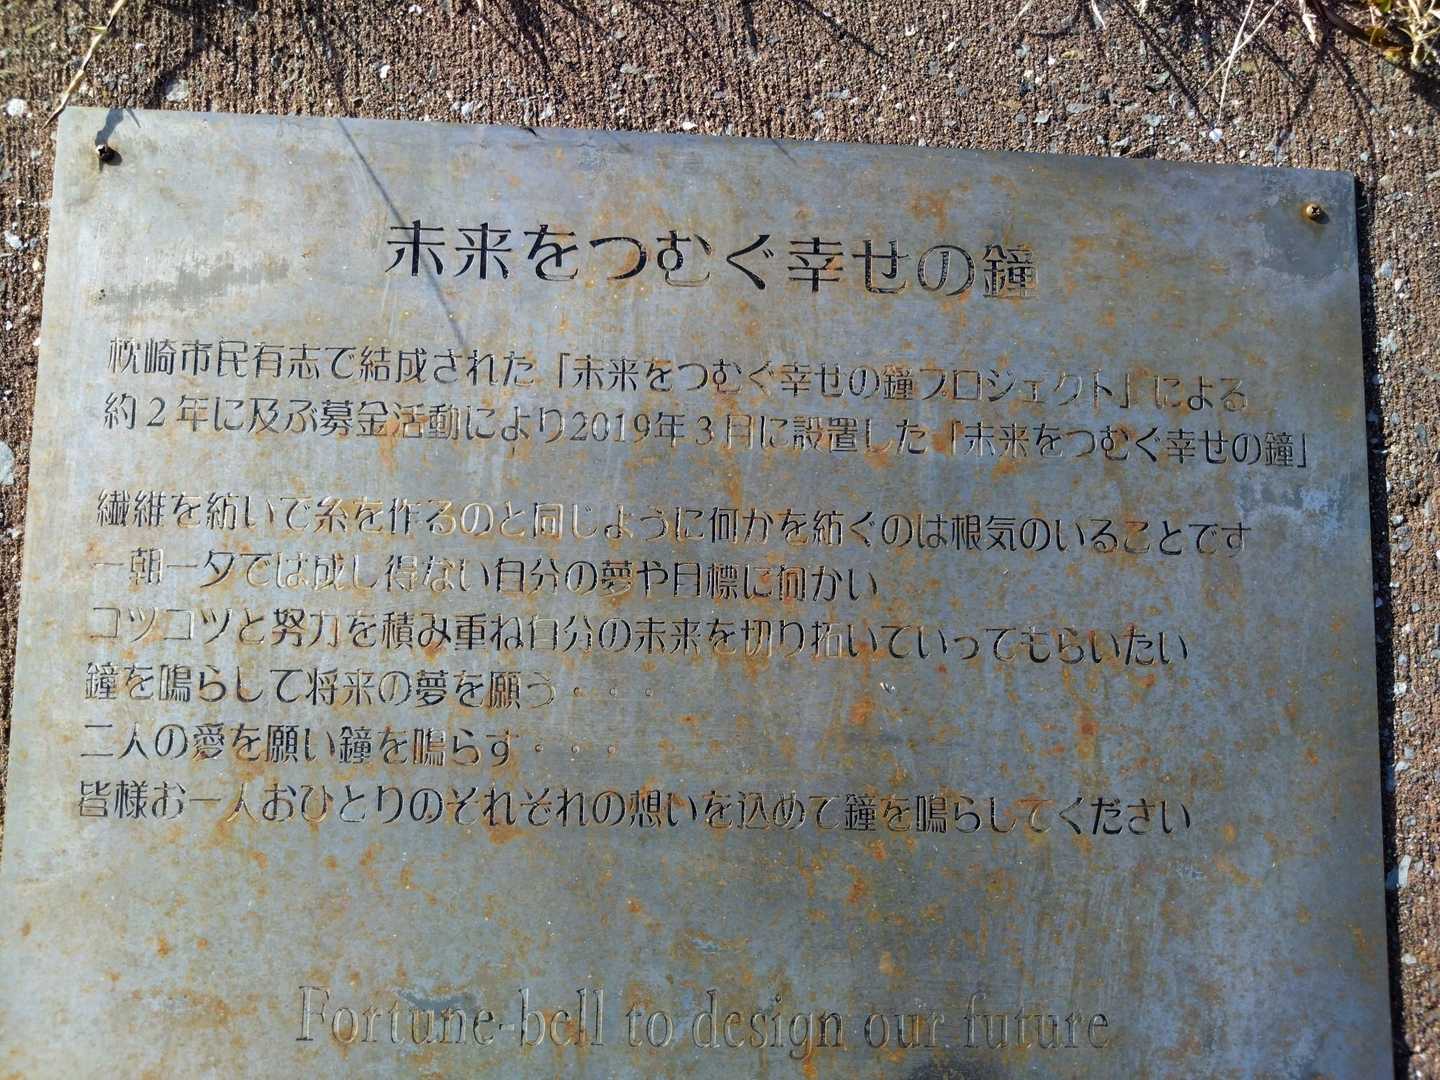 未来をつむぐ幸せの鐘
枕崎市民有志で結成された「未来をつむぐ幸せの鐘プロジェクト」による
約２年に及ぶ募金活動により2019年３月に設置した「未来をつむぐ幸せの鐘」
繊維を紡いで糸を作るのと同じように何かを紡ぐのは根気のいることです
一朝一夕では成し得ない自分の夢や目標に向かい
コツコツと努力を積み重ね自分の未来を切り拓いていってもらいたい
鐘を鳴らして将来の夢を願う・・・
二人の愛を願い鐘を鳴らす・・・
皆様お一人おひとりのそれぞれの想いを込めて鐘を鳴らしてください
Fortune-bell to design our future